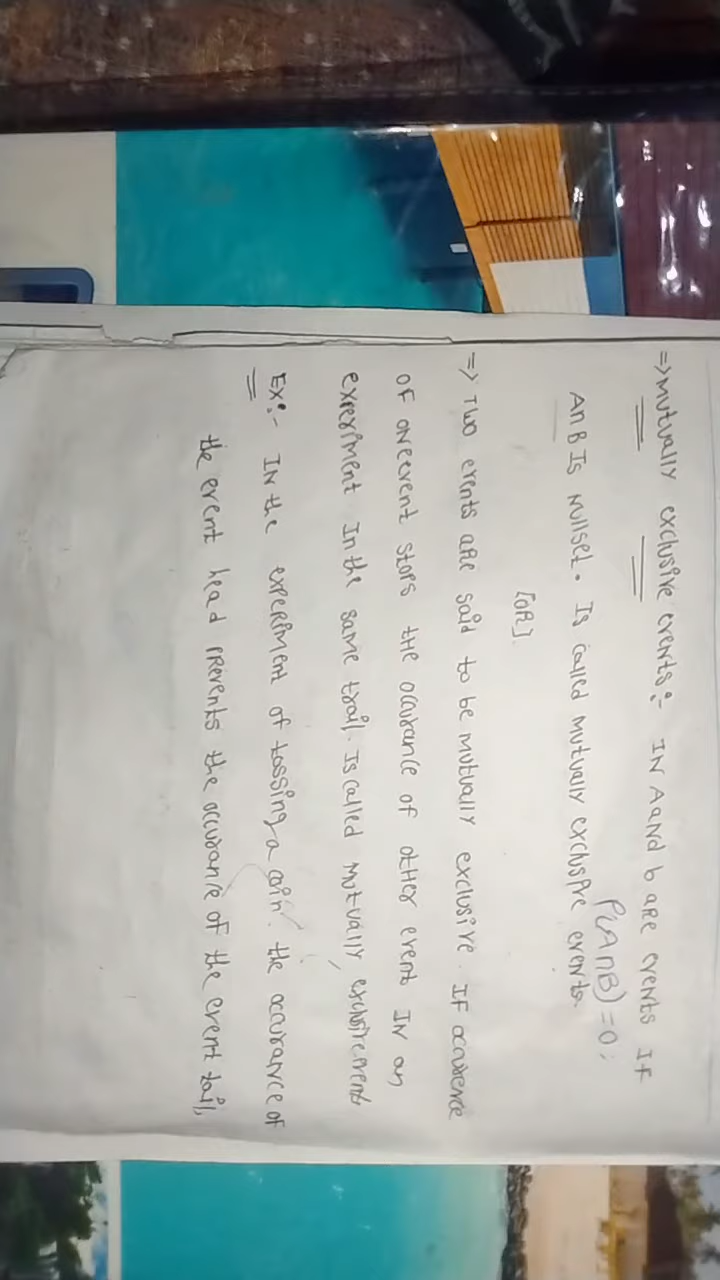 => Mutually exclusive events:- IN A aNd b aRe events IF
P(A∩B)=0;
A∩B Is Nullset. Is called mutually exclusive events.
[OR].
=> Two events aRe said to be mutually exclusive. IF occurence
OF one event stops the occurance of other event IN an
experiment In the same trail. Is called mutually exclusive events
Ex:- In the experiment of tossing a coin. the occurance of
the event head prevents the occurance of the event tail,